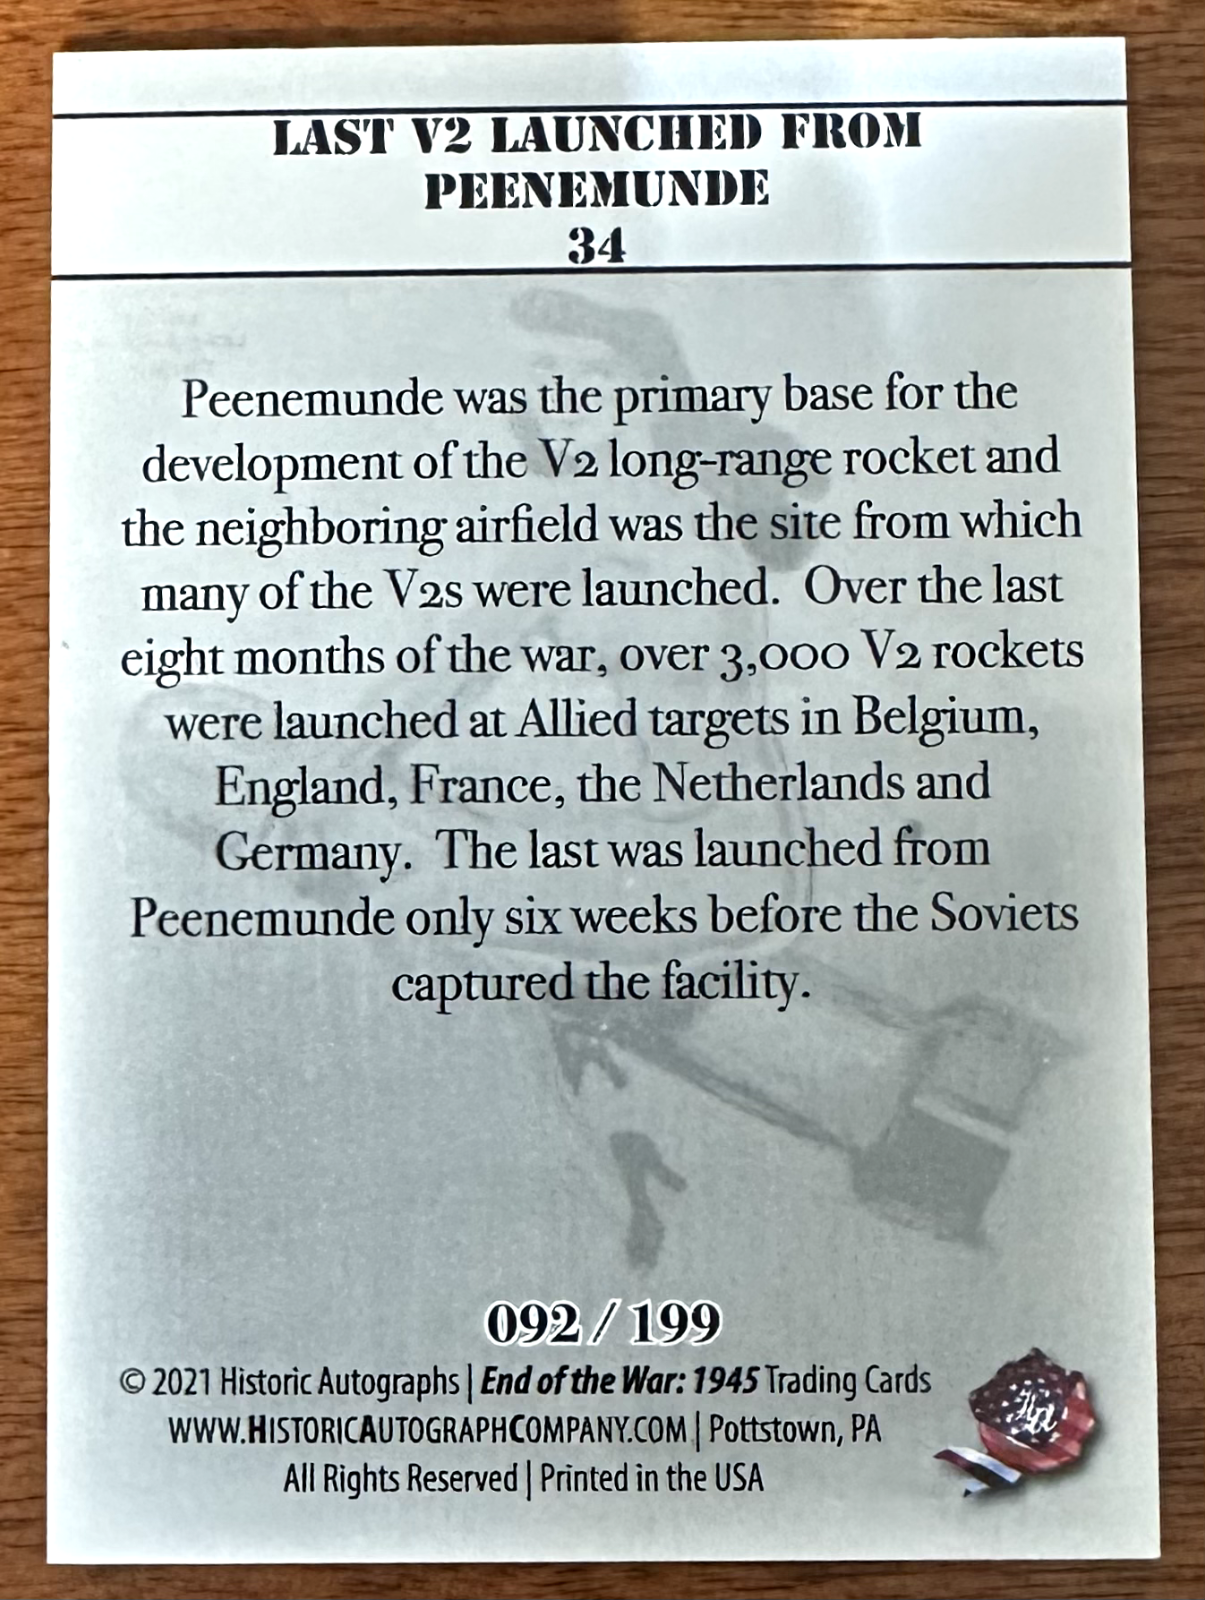 LAST V2 LAUNCHED FROM
PEENEMUNDE
34
Peenemunde was the primary base for the
development of the V2 long-range rocket and
the neighboring airfield was the site from which
many of the V2s were launched.  Over the last
eight months of the war, over 3,000 V2 rockets
were launched at Allied targets in Belgium,
England, France, the Netherlands and
Germany.  The last was launched from
Peenemunde only six weeks before the Soviets
captured the facility.
092 / 199
© 2021 Historic Autographs | End of the War: 1945 Trading Cards
WWW.HISTORICAUTOGRAPHCOMPANY.COM | Pottstown, PA
All Rights Reserved | Printed in the USA
HA